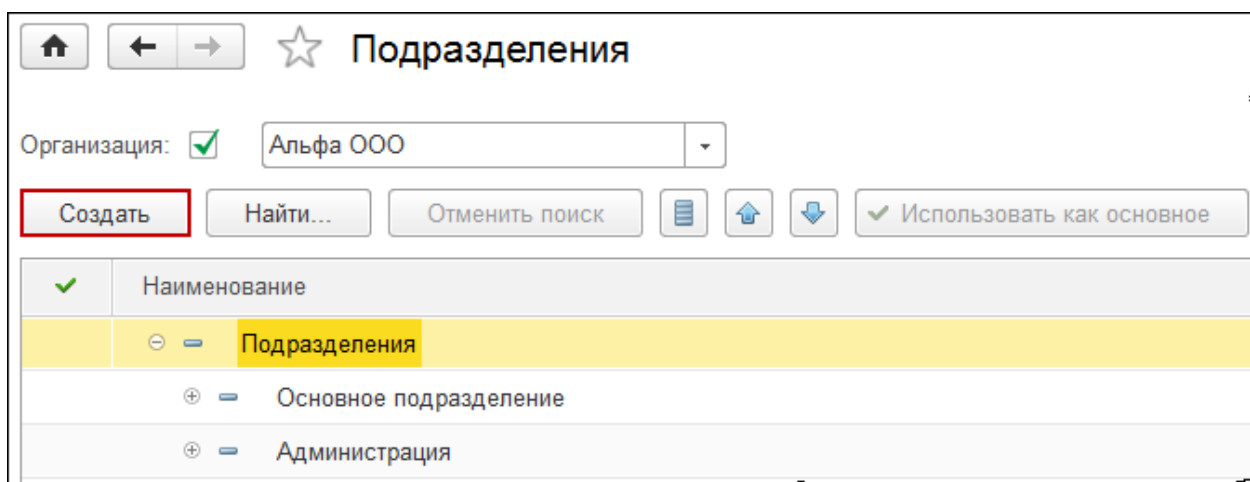 Подразделения
Организация: Альфа ООО
Создать Найти... Отменить поиск Использовать как основное
Наименование
Подразделения
Основное подразделение
Администрация